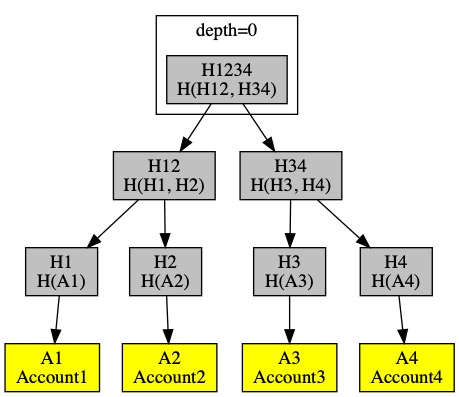 depth=0
H1234
H(H12, H34)
H12
H(H1, H2)
H34
H(H3, H4)
H1
H(A1)
H2
H(A2)
H3
H(A3)
H4
H(A4)
A1
Account1
A2
Account2
A3
Account3
A4
Account4